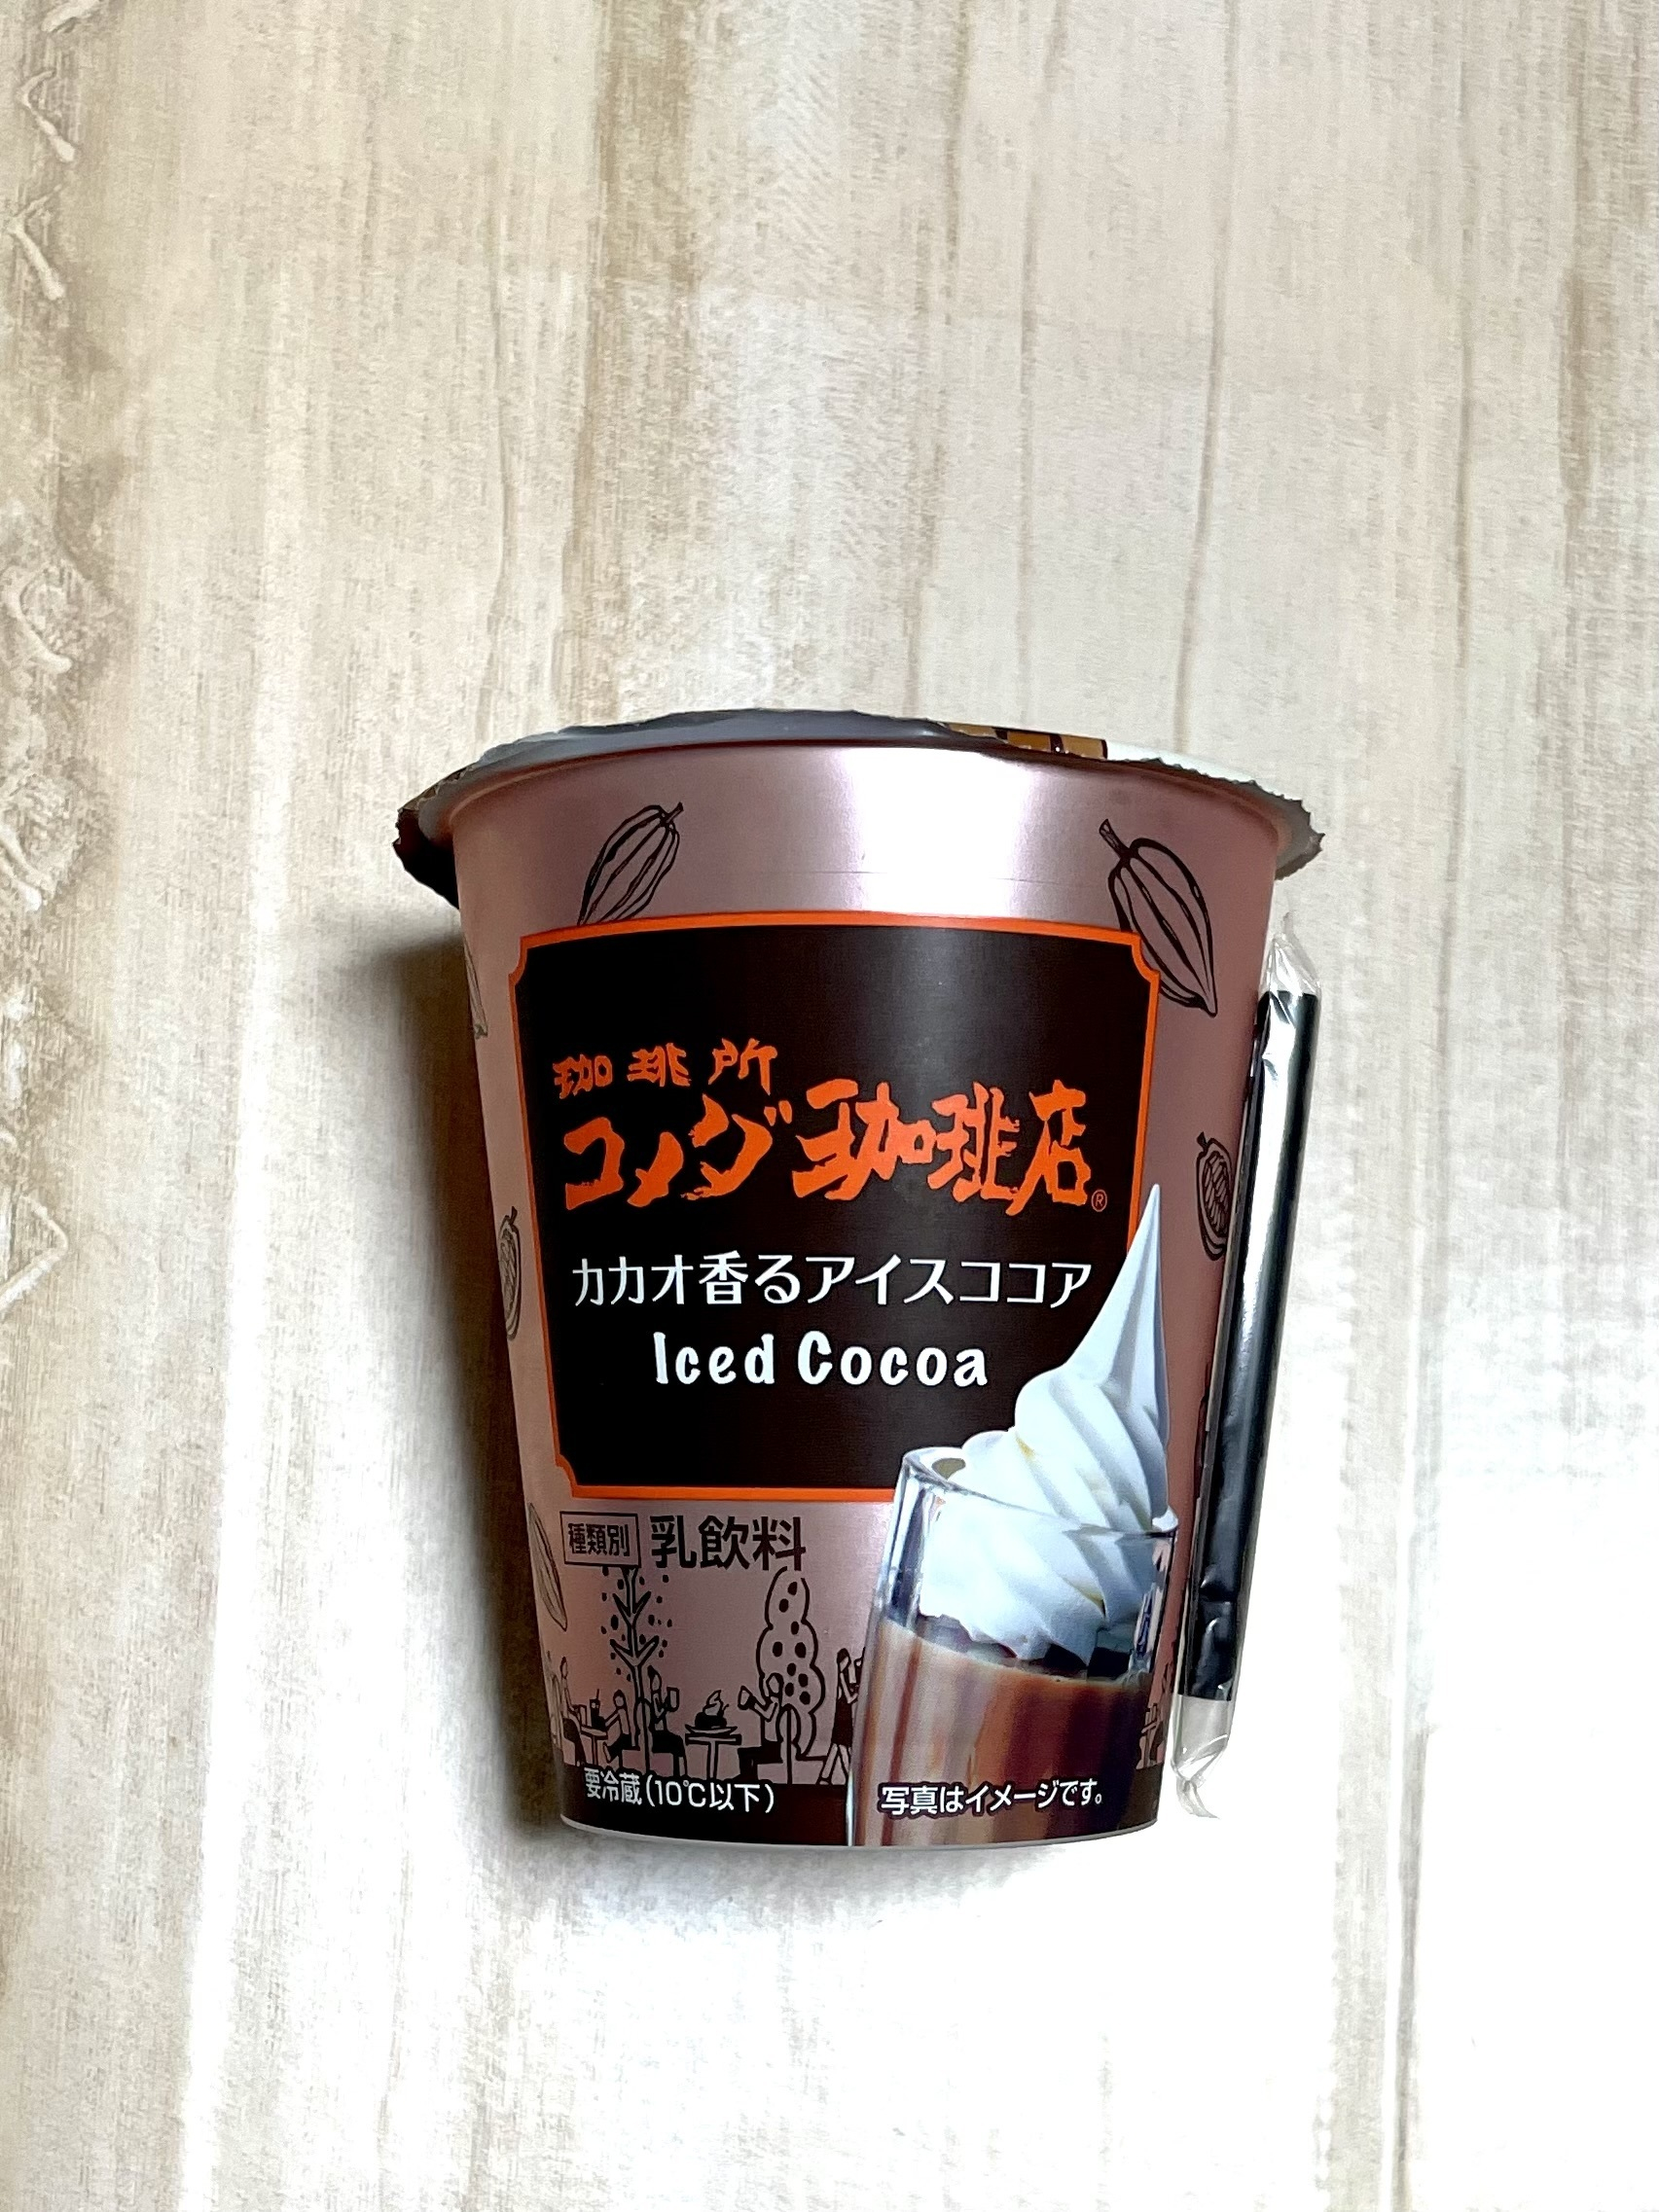 珈琲所
コメダ珈琲店®
カカオ香るアイスココア
Iced Cocoa
種類別 乳飲料
要冷蔵(10℃以下)
写真はイメージです。